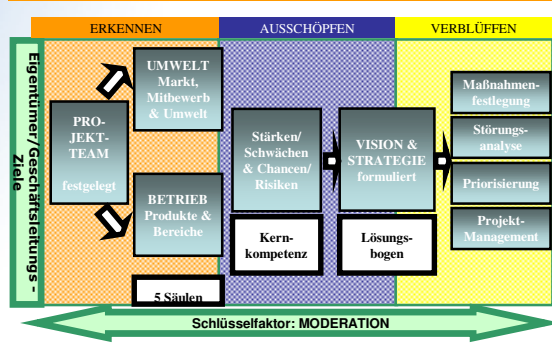 ERKENNEN
AUSSCHÖPFEN
VERBLÜFFEN
Eigentümer/Geschäftsleitungs -
Ziele
PRO-
JEKT-
TEAM
festgelegt
UMWELT
Markt,
Mitbewerb
& Umwelt
BETRIEB
Produkte &
Bereiche
5 Säulen
Stärken/
Schwächen
& Chancen/
Risiken
Kern-
kompetenz
VISION &
STRATEGIE
formuliert
Lösungs-
bogen
Maßnahmen-
festlegung
Störungs-
analyse
Priorisierung
Projekt-
Management
Schlüsselfaktor: MODERATION